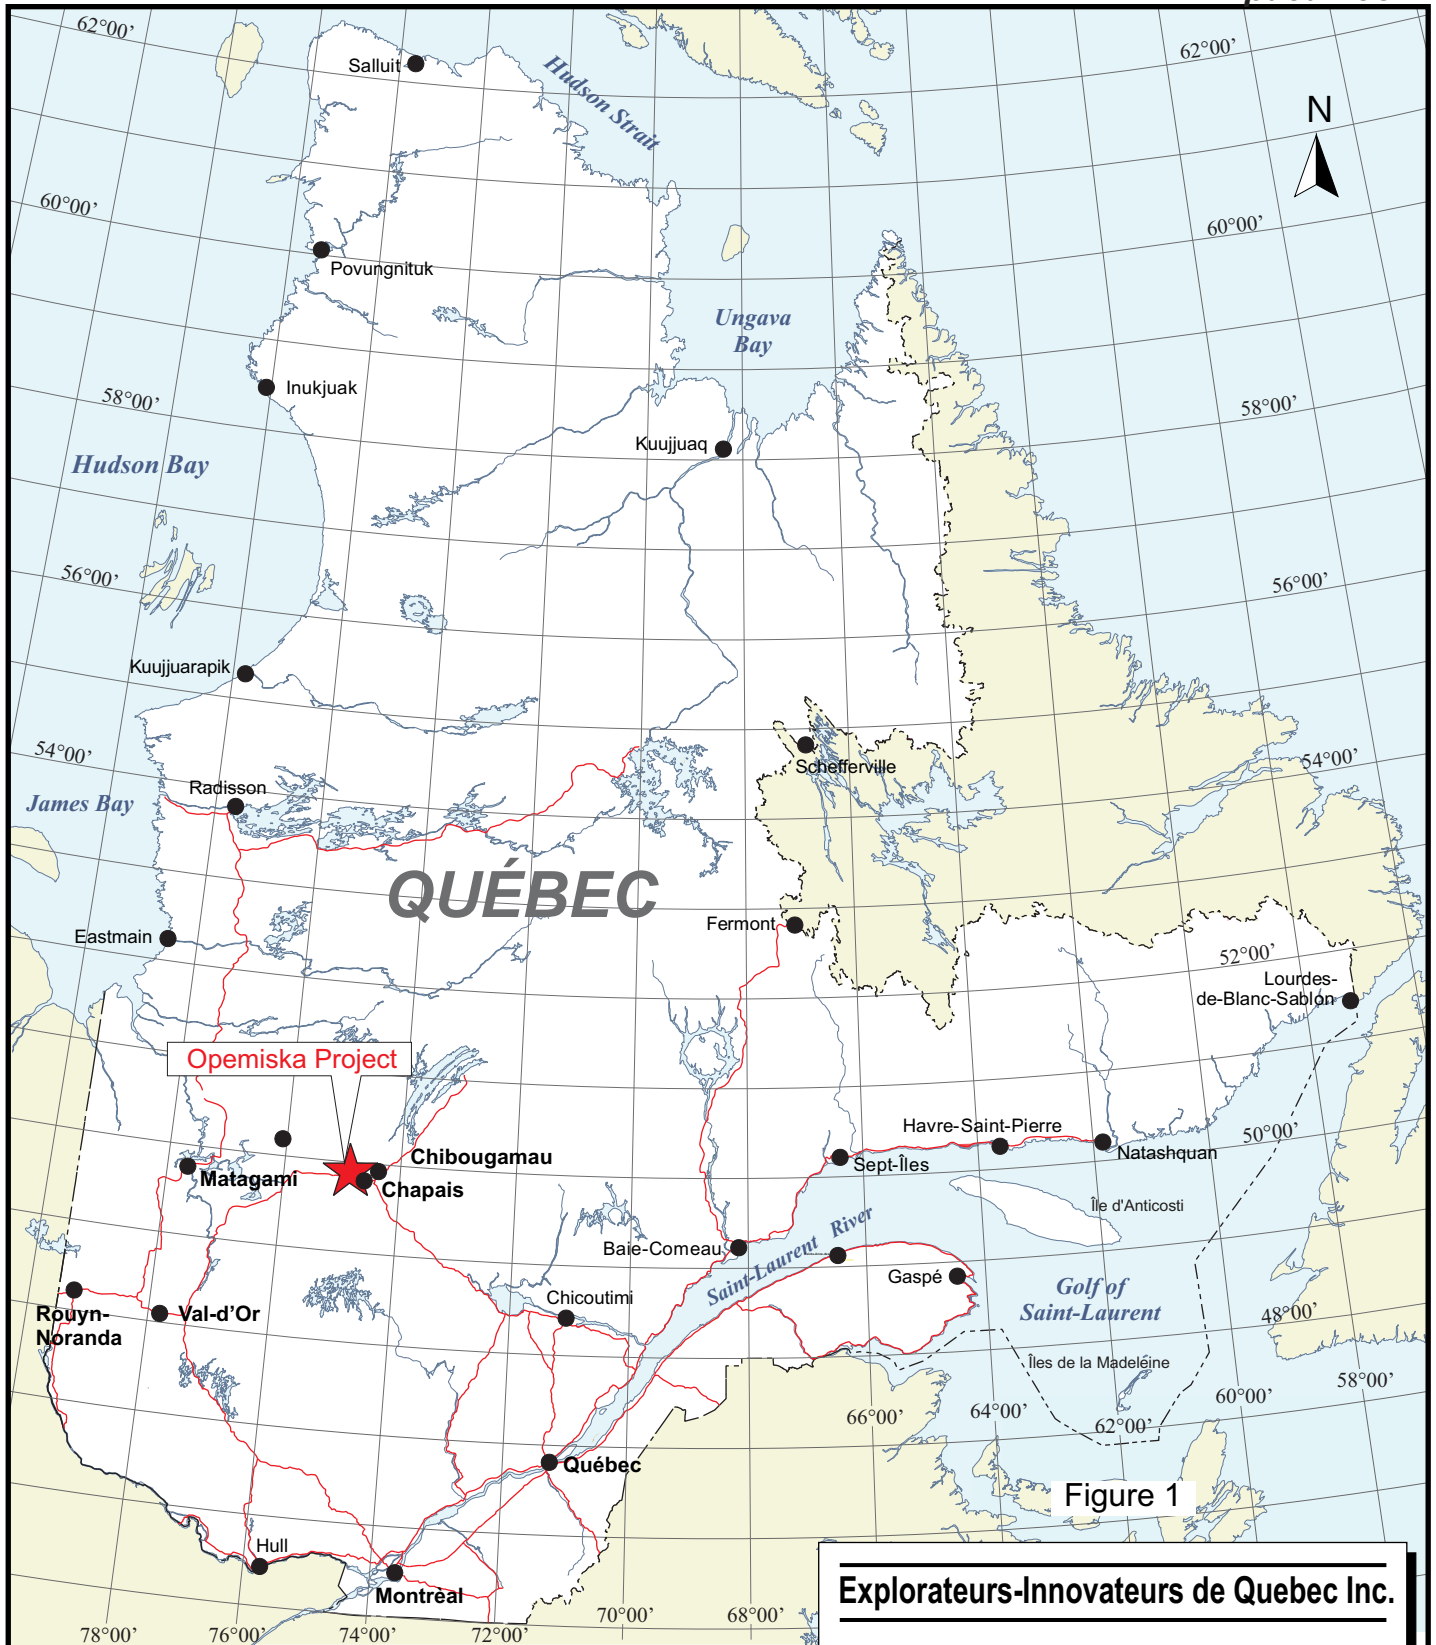 62°00’
62°00’
Salluit
Hudson Strait
N
60°00’
60°00’
Povungnituk
Ungava
Bay
Inukjuak
58°00’
58°00’
Kuujjuaq
Hudson Bay
56°00’
56°00’
Kuujjuarapik
54°00’
54°00’
Schefferville
James Bay
Radisson
QUÉBEC
Fermont
Eastmain
52°00’
Lourdes-
de-Blanc-Sablon
Opemiska Project
Havre-Saint-Pierre
50°00’
Chibougamau
Natashquan
Sept-Îles
Matagami
Chapais
Île d'Anticosti
Saint-Laurent River
Baie-Comeau
Gaspé
Golf of
Saint-Laurent
Chicoutimi
48°00’
Rouyn-
Noranda
Val-d’Or
Îles de la Madeleine
58°00’
60°00’
62°00’
64°00’
66°00’
Québec
Figure 1
Hull
Montrèal
Explorateurs-Innovateurs de Quebec Inc.
78°00’
76°00’
74°00’
72°00’
70°00’
68°00’